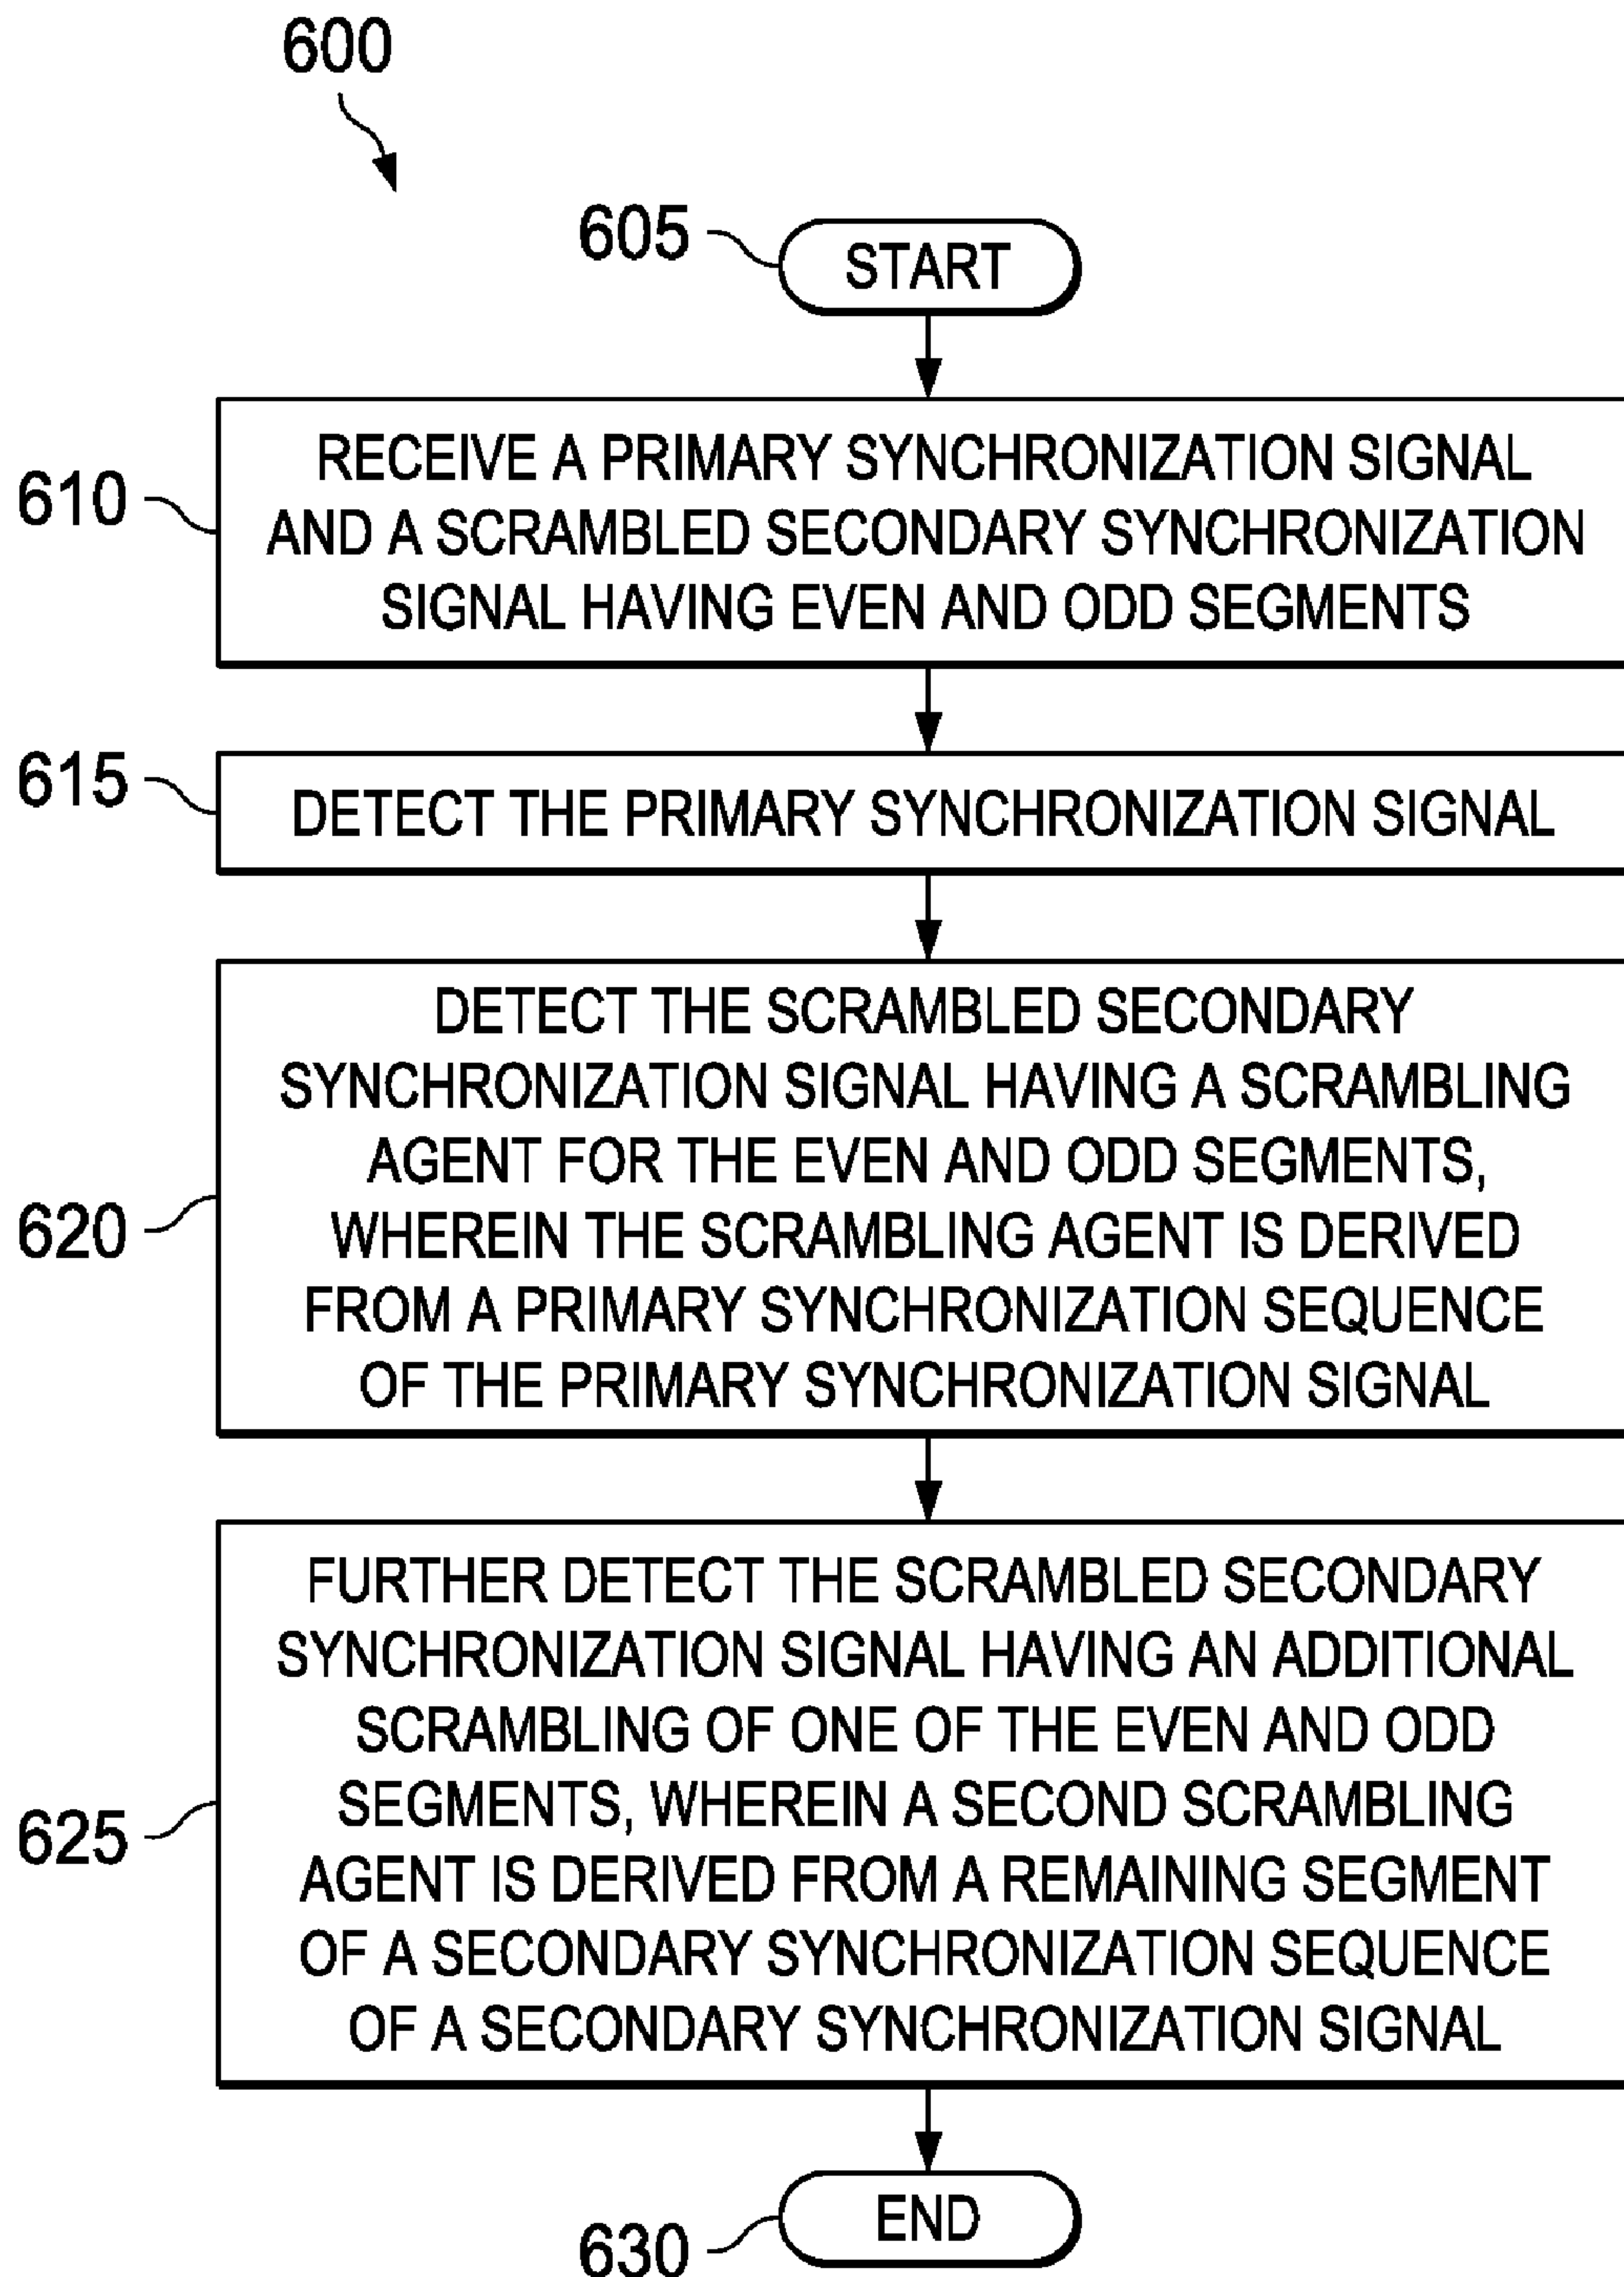 600
605
START
610
RECEIVE A PRIMARY SYNCHRONIZATION SIGNAL
AND A SCRAMBLED SECONDARY SYNCHRONIZATION
SIGNAL HAVING EVEN AND ODD SEGMENTS
615
DETECT THE PRIMARY SYNCHRONIZATION SIGNAL
620
DETECT THE SCRAMBLED SECONDARY
SYNCHRONIZATION SIGNAL HAVING A SCRAMBLING
AGENT FOR THE EVEN AND ODD SEGMENTS,
WHEREIN THE SCRAMBLING AGENT IS DERIVED
FROM A PRIMARY SYNCHRONIZATION SEQUENCE
OF THE PRIMARY SYNCHRONIZATION SIGNAL
625
FURTHER DETECT THE SCRAMBLED SECONDARY
SYNCHRONIZATION SIGNAL HAVING AN ADDITIONAL
SCRAMBLING OF ONE OF THE EVEN AND ODD
SEGMENTS, WHEREIN A SECOND SCRAMBLING
AGENT IS DERIVED FROM A REMAINING SEGMENT
OF A SECONDARY SYNCHRONIZATION SEQUENCE
OF A SECONDARY SYNCHRONIZATION SIGNAL
END
630